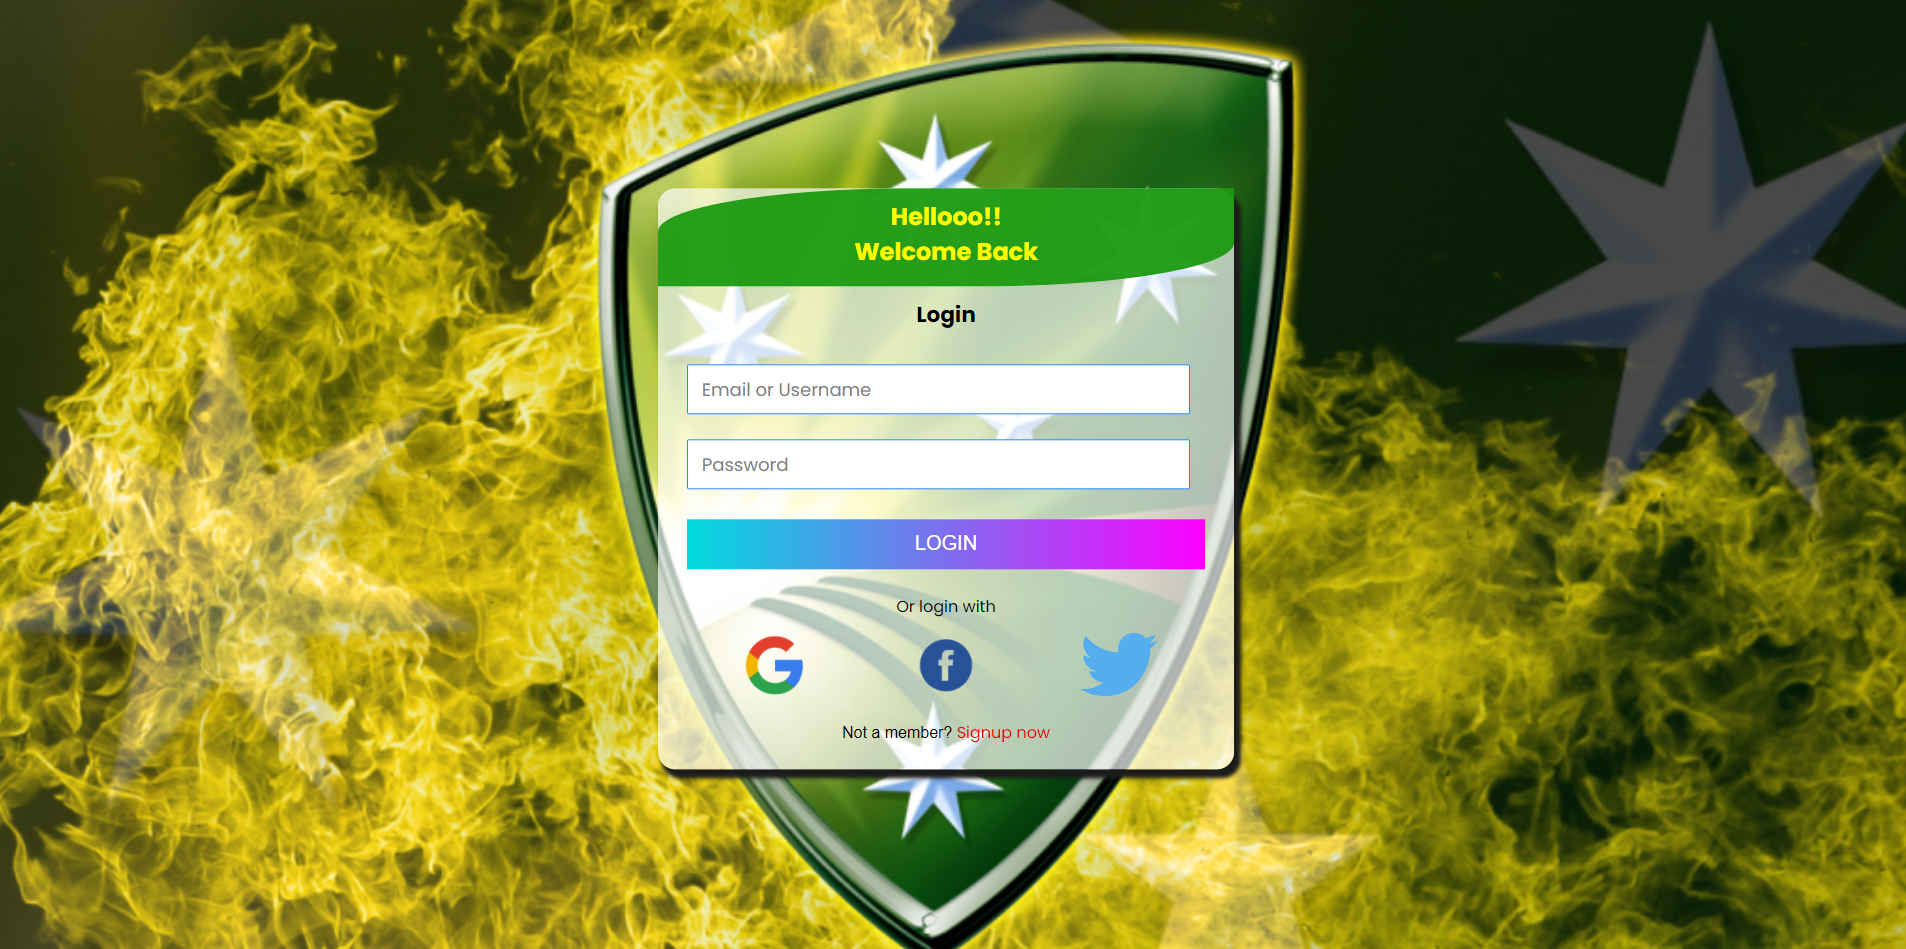 Hellooo!!
Welcome Back
Login
Email or Username
Password
LOGIN
Or login with
Not a member? Signup now